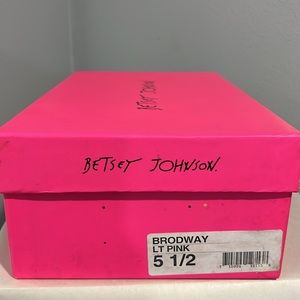 BETSEY JOHNSON
BETSEY JOHNSON.
BRODWAY
LT PINK
5 1/2